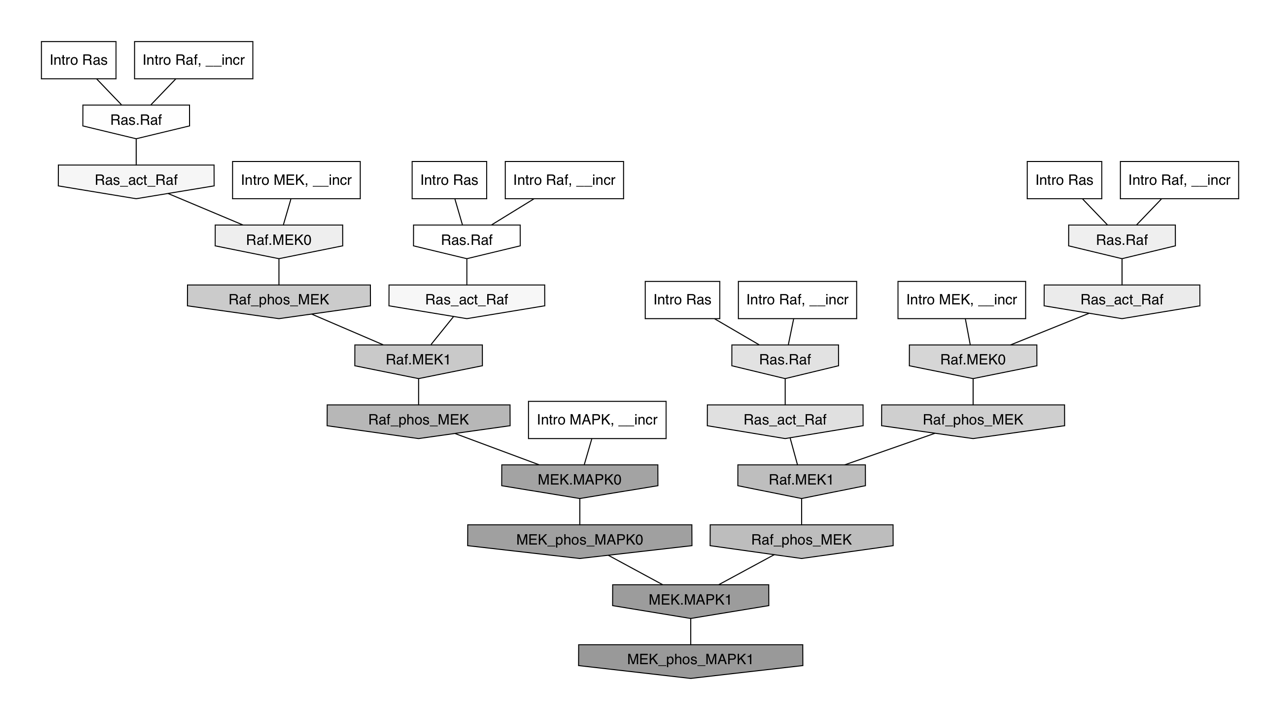 Intro Ras
Intro Raf, __incr
Ras.Raf
Ras_act_Raf
Intro MEK, __incr
Intro Ras
Intro Raf, __incr
Intro Ras
Intro Raf, __incr
Raf.MEK0
Ras.Raf
Ras.Raf
Raf_phos_MEK
Ras_act_Raf
Intro Ras
Intro Raf, __incr
Intro MEK, __incr
Ras_act_Raf
Raf.MEK1
Ras.Raf
Raf.MEK0
Raf_phos_MEK
Intro MAPK, __incr
Ras_act_Raf
Raf_phos_MEK
MEK.MAPK0
Raf.MEK1
MEK_phos_MAPK0
Raf_phos_MEK
MEK.MAPK1
MEK_phos_MAPK1